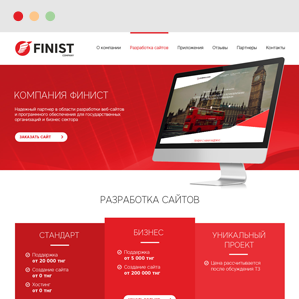 FINIST
COMPANY
О компании Разработка сайтов Приложения Отзывы Партнеры Контакты
КОМПАНИЯ ФИНИСТ
Надежный партнер в области разработки веб-сайтов
и программного обеспечения для государственных
организаций и бизнес сектора
ЗАКАЗАТЬ САЙТ
РАЗРАБОТКА САЙТОВ
СТАНДАРТ
Поддержка
от 20 000 тнг
Создание сайта
от 0 тнг
Хостинг
от 0 тнг
БИЗНЕС
Поддержка
от 5 000 тнг
Создание сайта
от 200 000 тнг
УНИКАЛЬНЫЙ
ПРОЕКТ
Цена рассчитывается
после обсуждения ТЗ